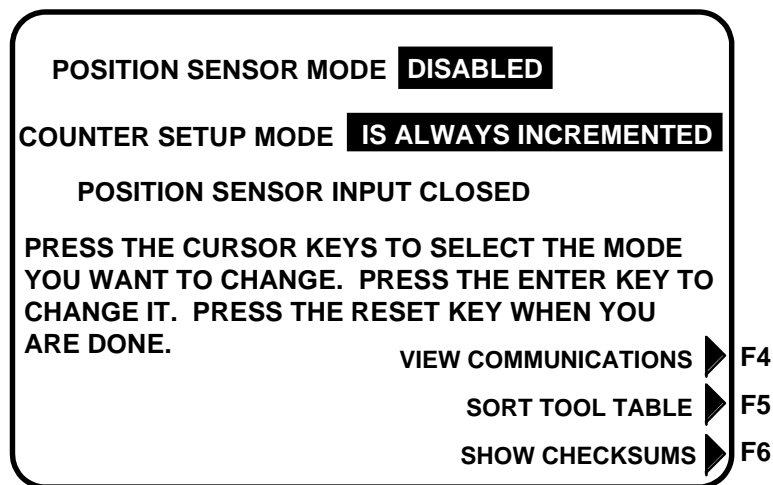 POSITION SENSOR MODE DISABLED
COUNTER SETUP MODE IS ALWAYS INCREMENTED
POSITION SENSOR INPUT CLOSED
PRESS THE CURSOR KEYS TO SELECT THE MODE
YOU WANT TO CHANGE. PRESS THE ENTER KEY TO
CHANGE IT. PRESS THE RESET KEY WHEN YOU
ARE DONE.
VIEW COMMUNICATIONS F4
SORT TOOL TABLE F5
SHOW CHECKSUMS F6